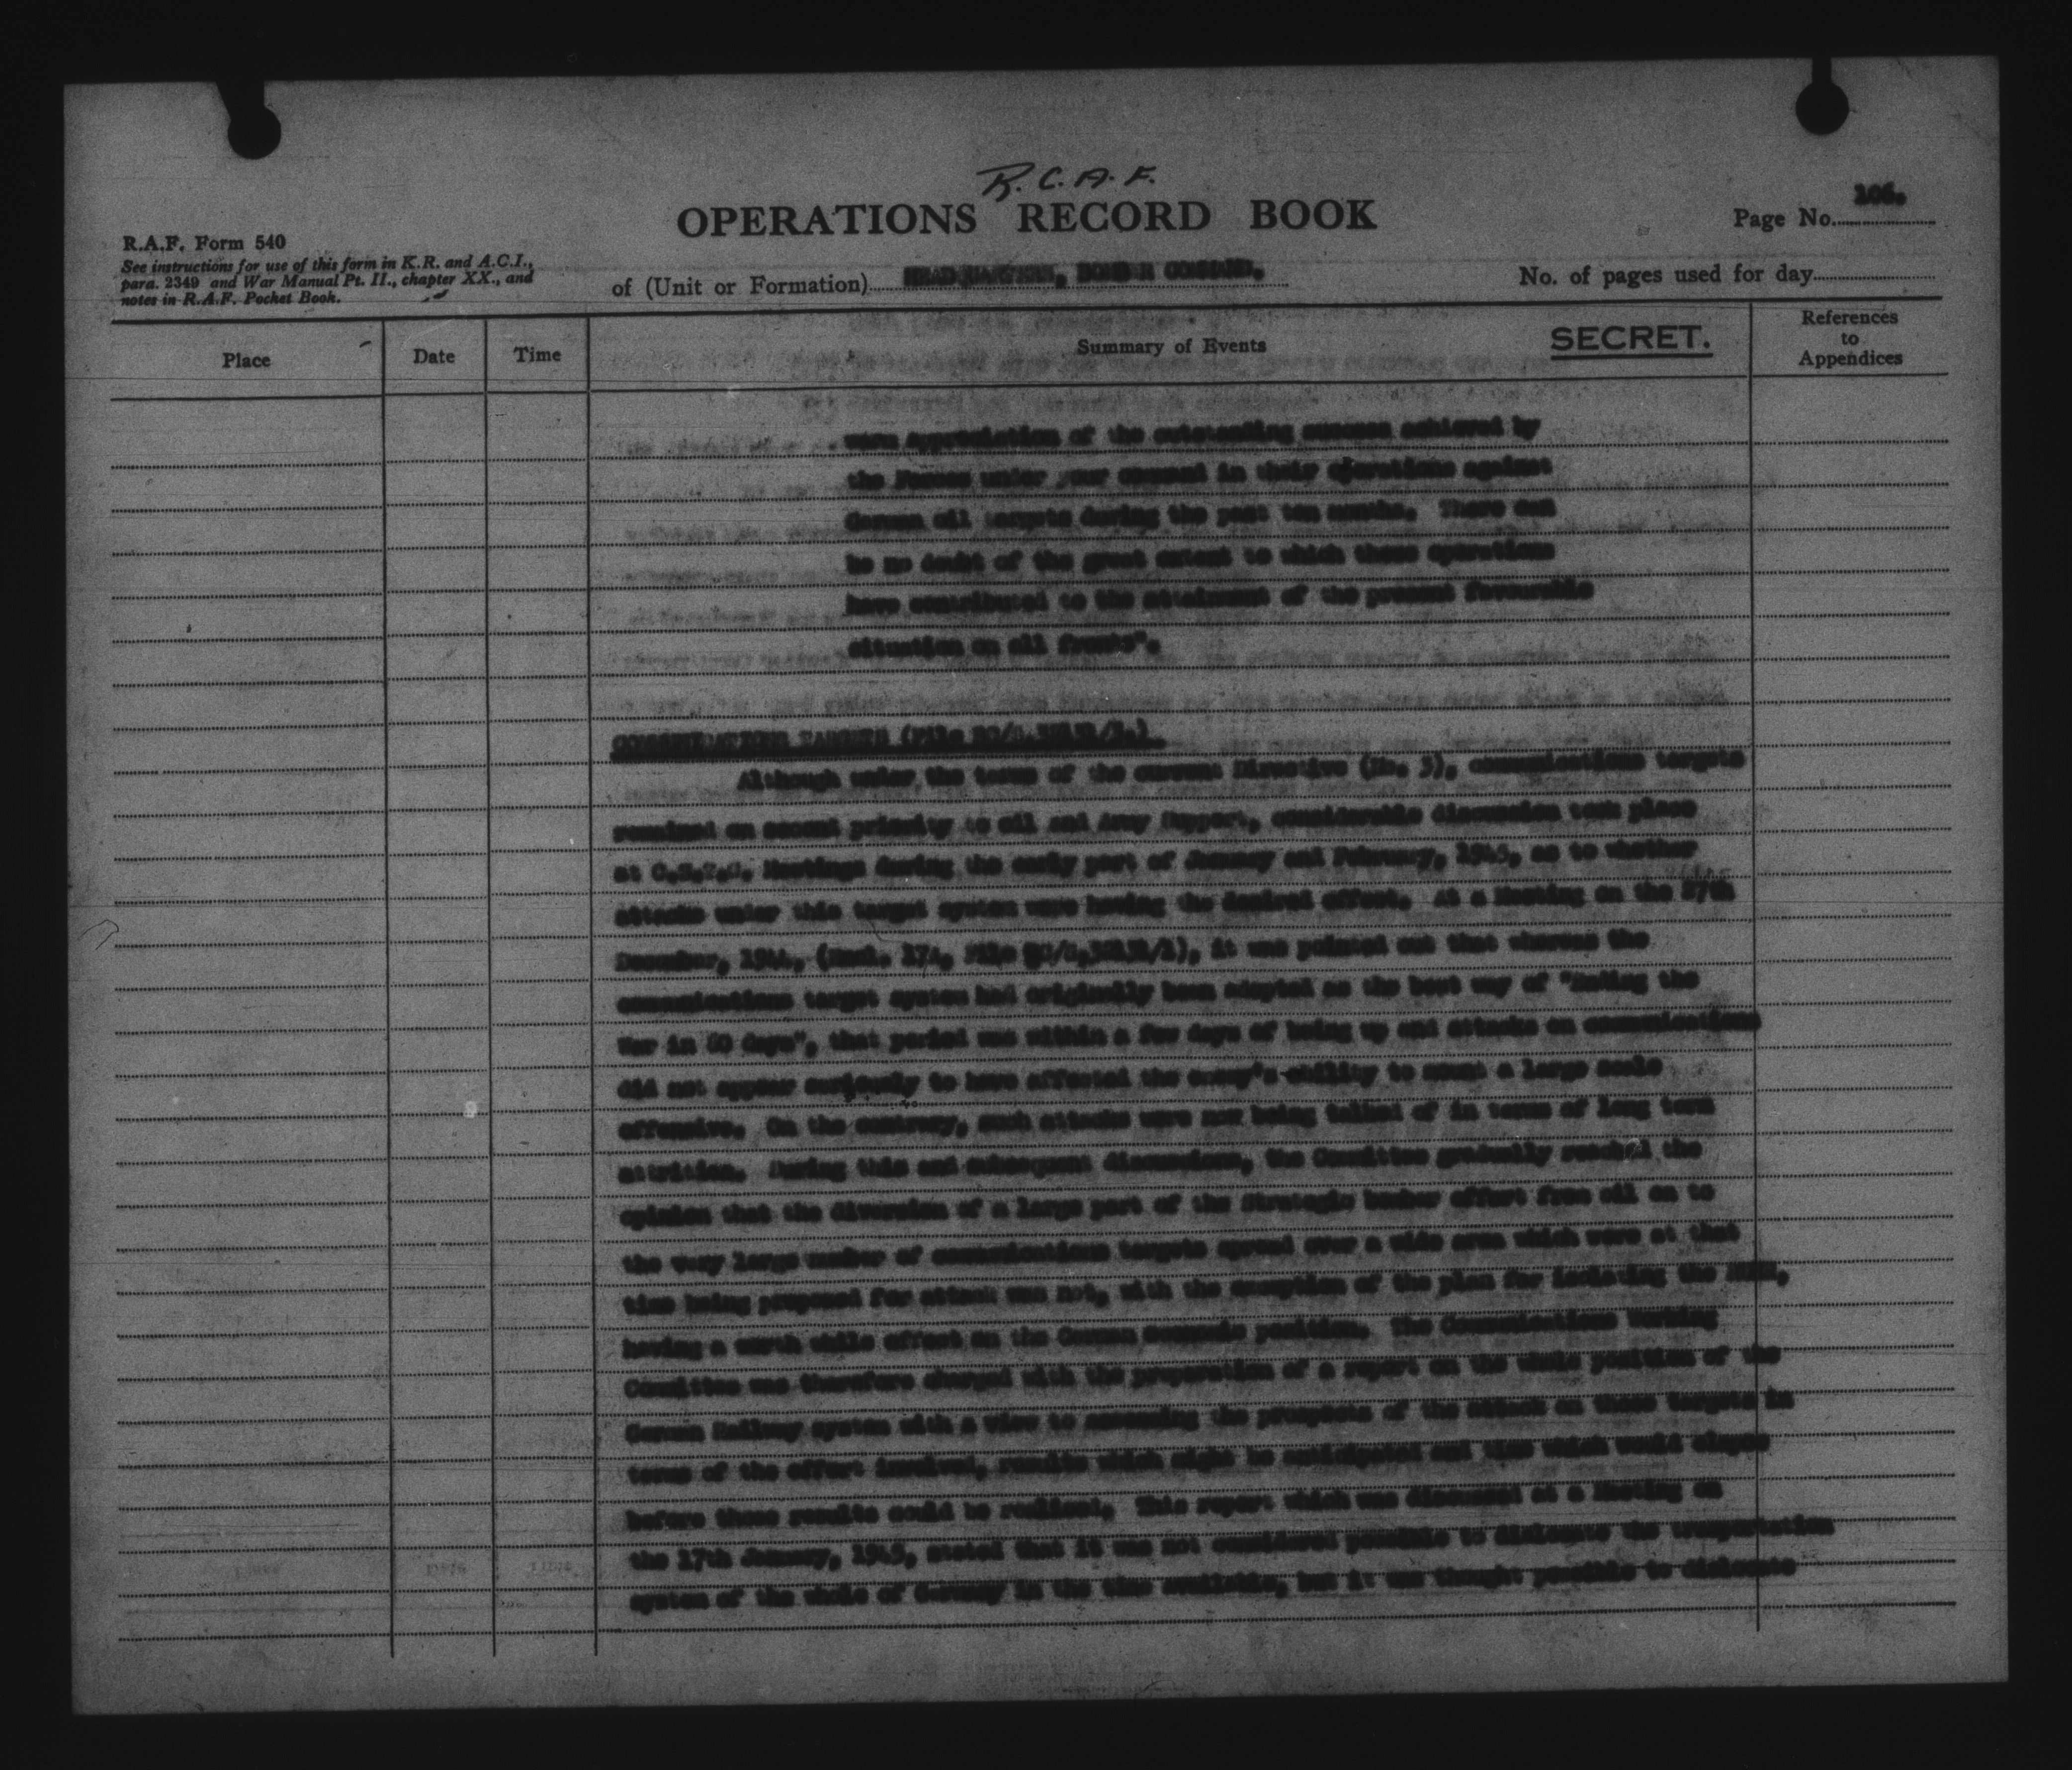 R.C.A.F.
OPERATIONS RECORD BOOK
Page No. 106.
R.A.F. Form 540
See instructions for use of this form in K.R. and A.C.I.,
para. 2349 and War Manual Pt. II., chapter XX., and
notes in R.A.F. Pocket Book.
of (Unit or Formation) HEADQUARTERS, BOMBER COMMAND.
No. of pages used for day
Place
Date
Time
Summary of Events
SECRET.
References
to
Appendices
warm appreciation of the outstanding success achieved by
the Forces under your command in their operations against
German oil targets during the past ten months. There can
be no doubt of the great extent to which these operations
have contributed to the attainment of the present favourable
situation on all fronts".
COMMUNICATIONS TARGETS (File BC/S.
Although under the terms of the current Directive (No. 3), communications targets
remained on second priority to oil and Army Support, considerable discussion took place
at C.S.T.C. Meetings during the early part of January and February, 1945, as to whether
attacks under this target system were having the desired effect. At a Meeting on the 27th
December, 1944, (Encl. 17A, File it was pointed out that whereas the
communications target system had originally been adopted as the best way of "Ending the
War in 60 days", that period was within a few days of being up and attacks on communications
did not appear seriously to have affected the enemy's ability to mount a large scale
offensive. On the contrary, such attacks were now being talked of in terms of long term
attrition. During this and subsequent discussions, the Committee gradually reached the
opinion that the diversion of a large part of the Strategic bomber effort from oil on to
the very large number of communications targets spread over a wide area which were at that
time being proposed for attack was not, with the exception of the plan for isolating the RUHR,
having a worth while effect on the German economic position. The Communications Working
Committee was therefore charged with the preparation of a report on the whole position of the
German Railway system with a view to assessing the prospects of the attack on those targets in
terms of the effort involved, results which might be anticipated and time which would elapse
before those results could be realised. This report which was discussed at a Meeting on
the 17th January, 1945, stated that it was not considered possible to dislocate the transportation
system of the whole of Germany in the time available, but it was thought possible to dislocate